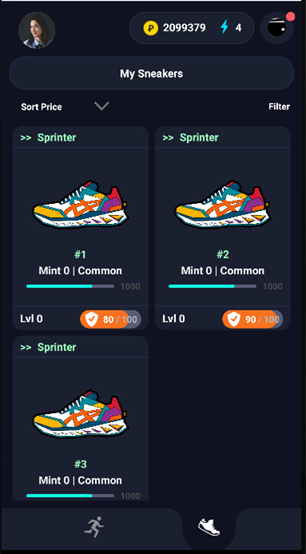 2099379 4
My Sneakers
Sort Price Filter
>> Sprinter >> Sprinter
#1 #2
Mint 0 | Common Mint 0 | Common
1000 1000
Lvl 0 80 / 100 Lvl 0 90 / 100
>> Sprinter
#3
Mint 0 | Common
1000